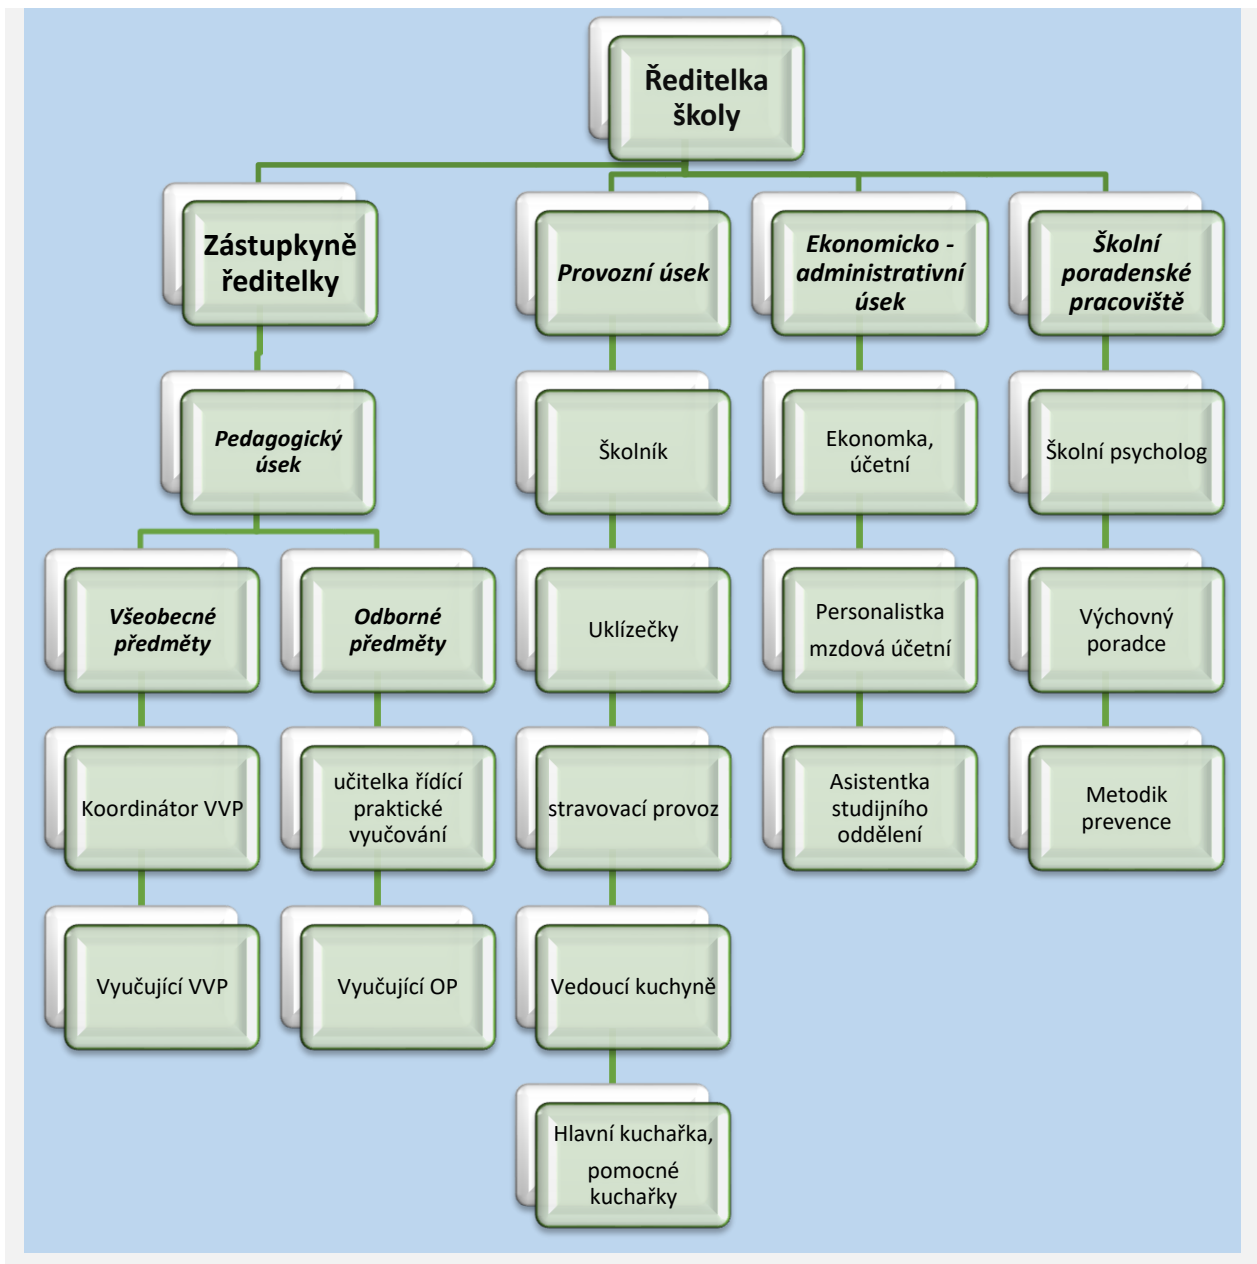 Ředitelka
školy
Zástupkyně
ředitelky
Provozní úsek
Ekonomicko -
administrativní
úsek
Školní
poradenské
pracoviště
Pedagogický
úsek
Školník
Ekonomka,
účetní
Školní psycholog
Všeobecné
předměty
Odborné
předměty
Uklízečky
Personalistka
mzdová účetní
Výchovný
poradce
Koordinátor VVP
učitelka řídící
praktické
vyučování
stravovací provoz
Asistentka
studijního
oddělení
Metodik
prevence
Vyučující VVP
Vyučující OP
Vedoucí kuchyně
Hlavní kuchařka,
pomocné
kuchařky